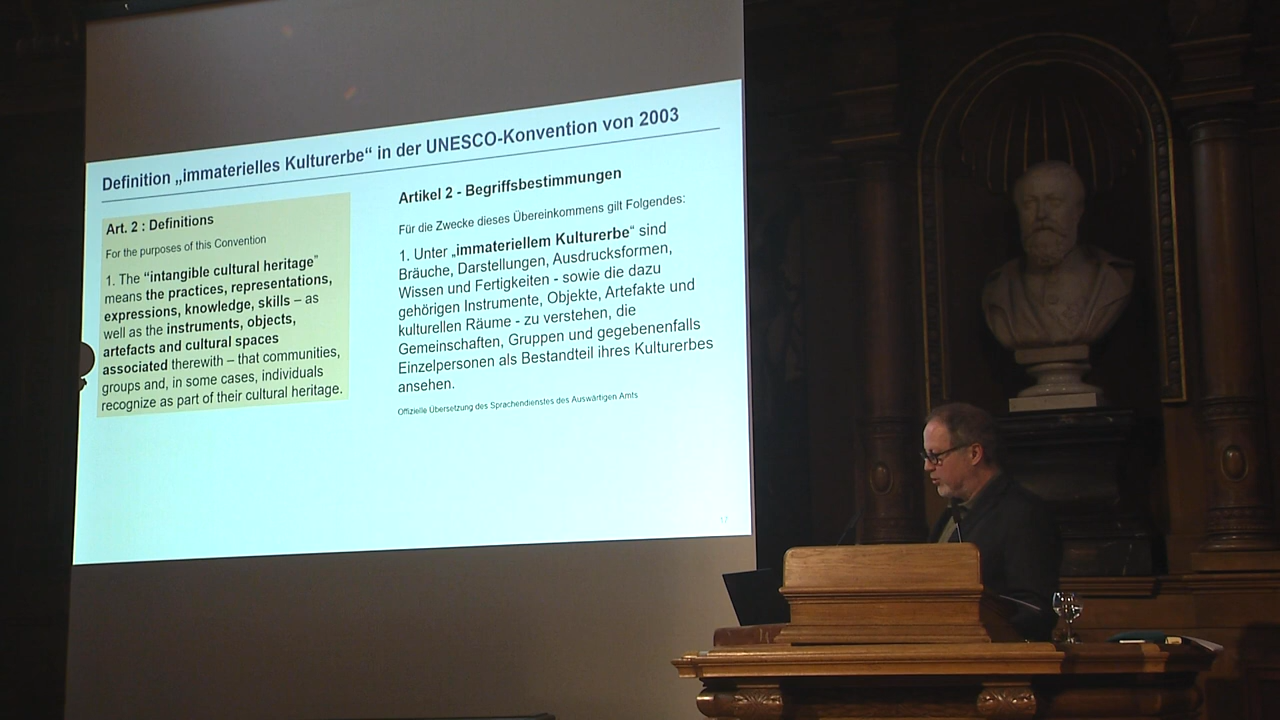 Definition „immaterielles Kulturerbe“ in der UNESCO-Konvention von 2003
Art. 2 : Definitions
For the purposes of this Convention
1. The “intangible cultural heritage”
means the practices, representations,
expressions, knowledge, skills – as
well as the instruments, objects,
artefacts and cultural spaces
associated therewith – that communities,
groups and, in some cases, individuals
recognize as part of their cultural heritage.
Artikel 2 - Begriffsbestimmungen
Für die Zwecke dieses Übereinkommens gilt Folgendes:
1. Unter „immateriellem Kulturerbe“ sind
Bräuche, Darstellungen, Ausdrucksformen,
Wissen und Fertigkeiten - sowie die dazu
gehörigen Instrumente, Objekte, Artefakte und
kulturellen Räume - zu verstehen, die
Gemeinschaften, Gruppen und gegebenenfalls
Einzelpersonen als Bestandteil ihres Kulturerbes
ansehen.
Offizielle Übersetzung des Sprachendienstes des Auswärtigen Amts
17